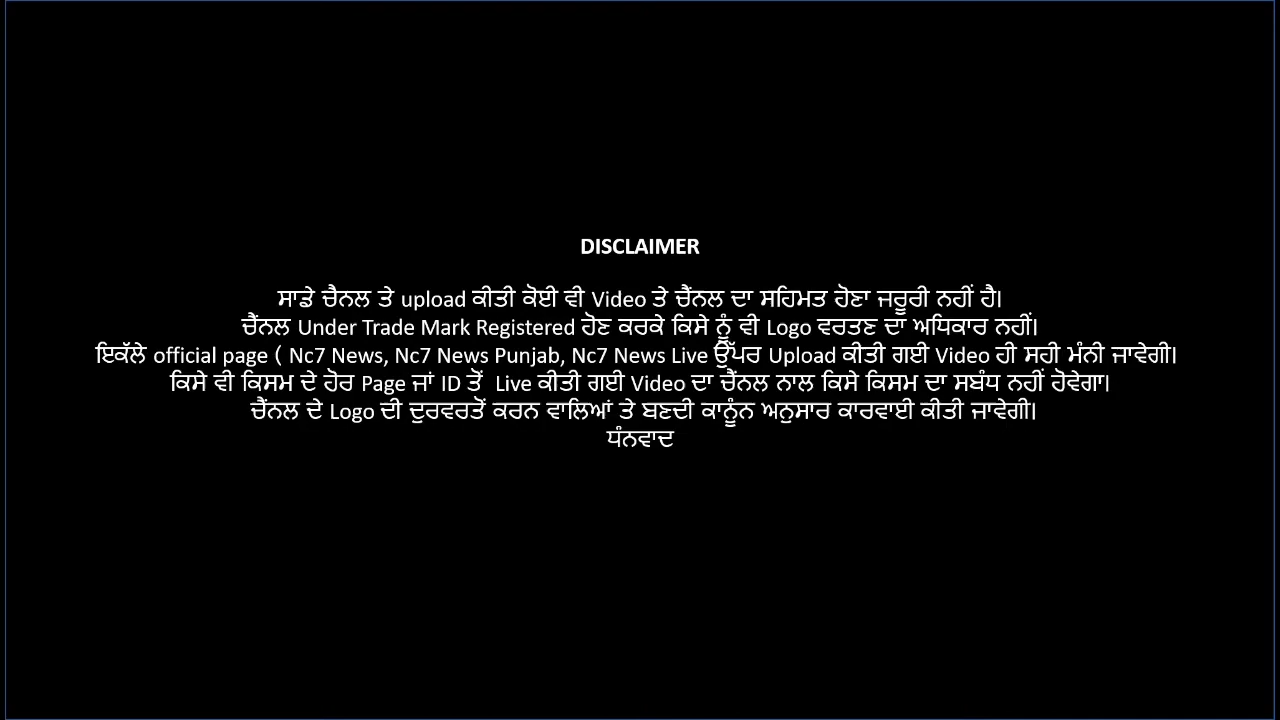 DISCLAIMER
ਸਾਡੇ ਚੈਨਲ ਤੇ upload ਕੀਤੀ ਕੋਈ ਵੀ Video ਤੇ ਚੈੱਨਲ ਦਾ ਸਹਿਮਤ ਹੋਣਾ ਜਰੂਰੀ ਨਹੀਂ ਹੈ।
ਚੈੱਨਲ Under Trade Mark Registered ਹੋਣ ਕਰਕੇ ਕਿਸੇ ਨੂੰ ਵੀ Logo ਵਰਤਣ ਦਾ ਅਧਿਕਾਰ ਨਹੀਂ।
ਇਕੱਲੇ official page ( Nc7 News, Nc7 News Punjab, Nc7 News Live ਉੱਪਰ Upload ਕੀਤੀ ਗਈ Video ਹੀ ਸਹੀ ਮੰਨੀ ਜਾਵੇਗੀ।
ਕਿਸੇ ਵੀ ਕਿਸਮ ਦੇ ਹੋਰ Page ਜਾਂ ID ਤੋਂ Live ਕੀਤੀ ਗਈ Video ਦਾ ਚੈੱਨਲ ਨਾਲ ਕਿਸੇ ਕਿਸਮ ਦਾ ਸਬੰਧ ਨਹੀਂ ਹੋਵੇਗਾ।
ਚੈੱਨਲ ਦੇ Logo ਦੀ ਦੁਰਵਰਤੋਂ ਕਰਨ ਵਾਲਿਆਂ ਤੇ ਬਣਦੀ ਕਾਨੂੰਨ ਅਨੁਸਾਰ ਕਾਰਵਾਈ ਕੀਤੀ ਜਾਵੇਗੀ।
ਧੰਨਵਾਦ